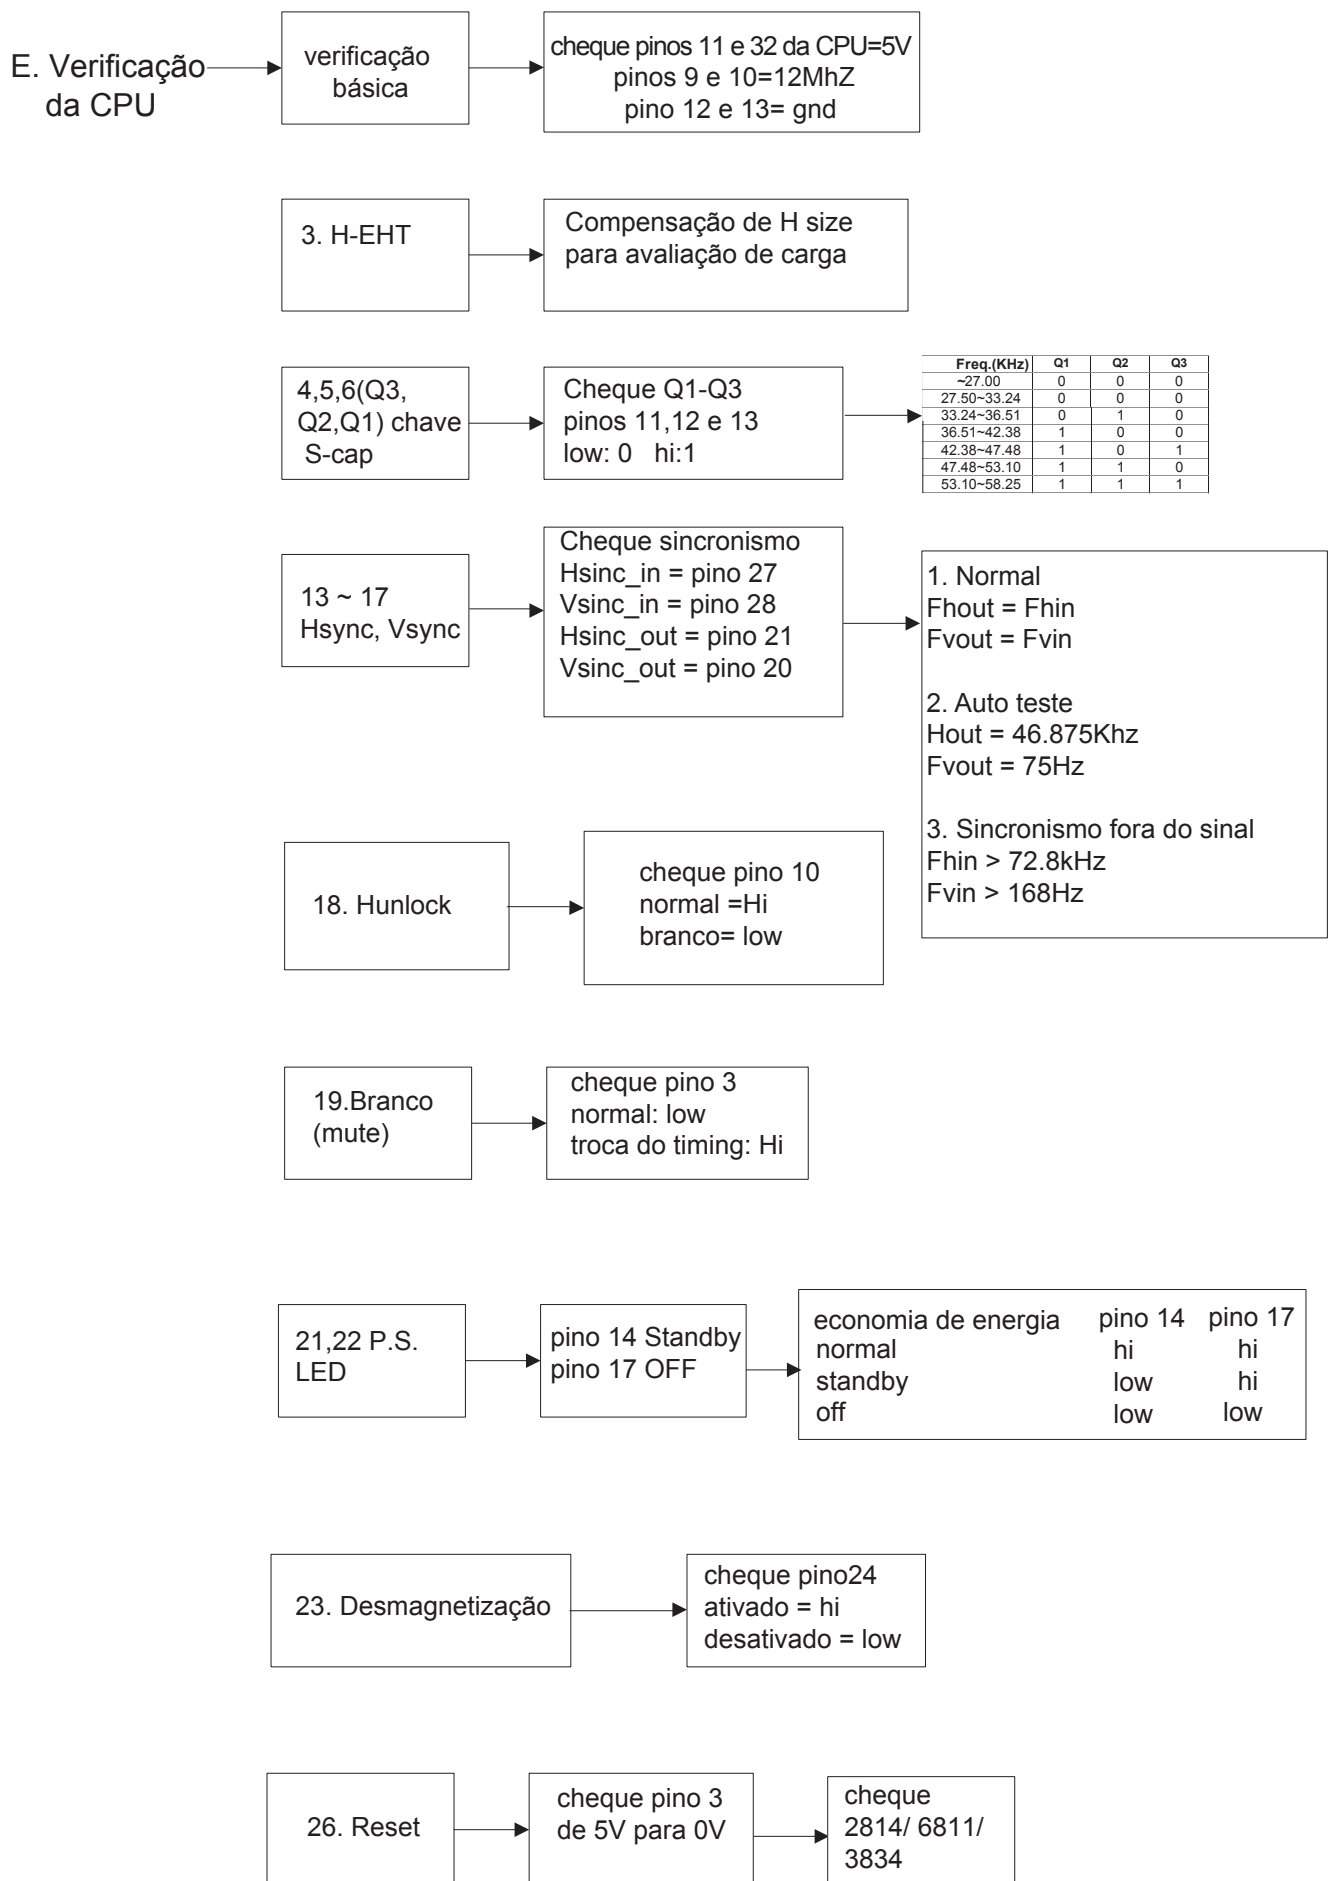 E. Verificação
da CPU
verificação
básica
cheque pinos 11 e 32 da CPU=5V
pinos 9 e 10=12MhZ
pino 12 e 13= gnd
3. H-EHT
Compensação de H size
para avaliação de carga
4,5,6(Q3,
Q2,Q1) chave
S-cap
Cheque Q1-Q3
pinos 11,12 e 13
low: 0 hi:1
Freq.(KHz) Q1 Q2 Q3
~27.00 0 0 0
27.50~33.24 0 0 0
33.24~36.51 0 1 0
36.51~42.38 1 0 0
42.38~47.48 1 0 1
47.48~53.10 1 1 0
53.10~58.25 1 1 1
13 ~ 17
Hsync, Vsync
Cheque sincronismo
Hsinc_in = pino 27
Vsinc_in = pino 28
Hsinc_out = pino 21
Vsinc_out = pino 20
1. Normal
Fhout = Fhin
Fvout = Fvin
2. Auto teste
Hout = 46.875Khz
Fvout = 75Hz
3. Sincronismo fora do sinal
Fhin > 72.8kHz
Fvin > 168Hz
18. Hunlock
cheque pino 10
normal =Hi
branco= low
19.Branco
(mute)
cheque pino 3
normal: low
troca do timing: Hi
21,22 P.S.
LED
pino 14 Standby
pino 17 OFF
economia de energia pino 14 pino 17
normal hi hi
standby low hi
off low low
23. Desmagnetização
cheque pino24
ativado = hi
desativado = low
26. Reset
cheque pino 3
de 5V para 0V
cheque
2814/ 6811/
3834